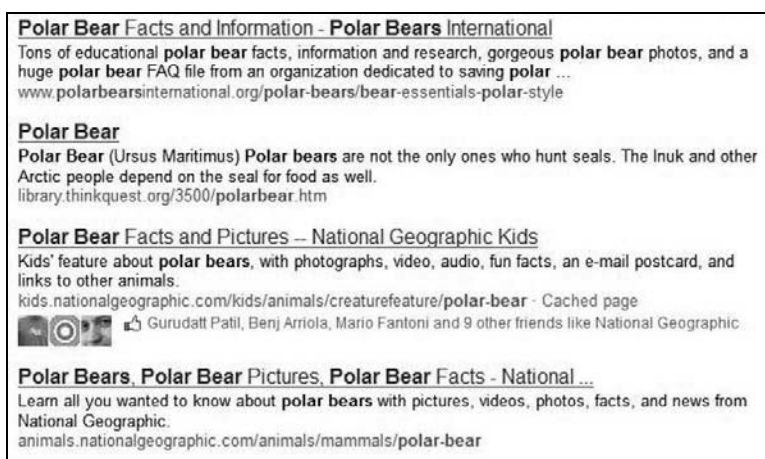 Polar Bear Facts and Information - Polar Bears International
Tons of educational polar bear facts, information and research, gorgeous polar bear photos, and a
huge polar bear FAQ file from an organization dedicated to saving polar ...
www.polarbearsinternational.org/polar-bears/bear-essentials-polar-style
Polar Bear
Polar Bear (Ursus Maritimus) Polar bears are not the only ones who hunt seals. The Inuk and other
Arctic people depend on the seal for food as well.
library.thinkquest.org/3500/polarbear.htm
Polar Bear Facts and Pictures -- National Geographic Kids
Kids' feature about polar bears, with photographs, video, audio, fun facts, an e-mail postcard, and
links to other animals.
kids.nationalgeographic.com/kids/animals/creaturefeature/polar-bear · Cached page
Gurudatt Patil, Benj Arriola, Mario Fantoni and 9 other friends like National Geographic
Polar Bears, Polar Bear Pictures, Polar Bear Facts - National ...
Learn all you wanted to know about polar bears with pictures, videos, photos, facts, and news from
National Geographic.
animals.nationalgeographic.com/animals/mammals/polar-bear